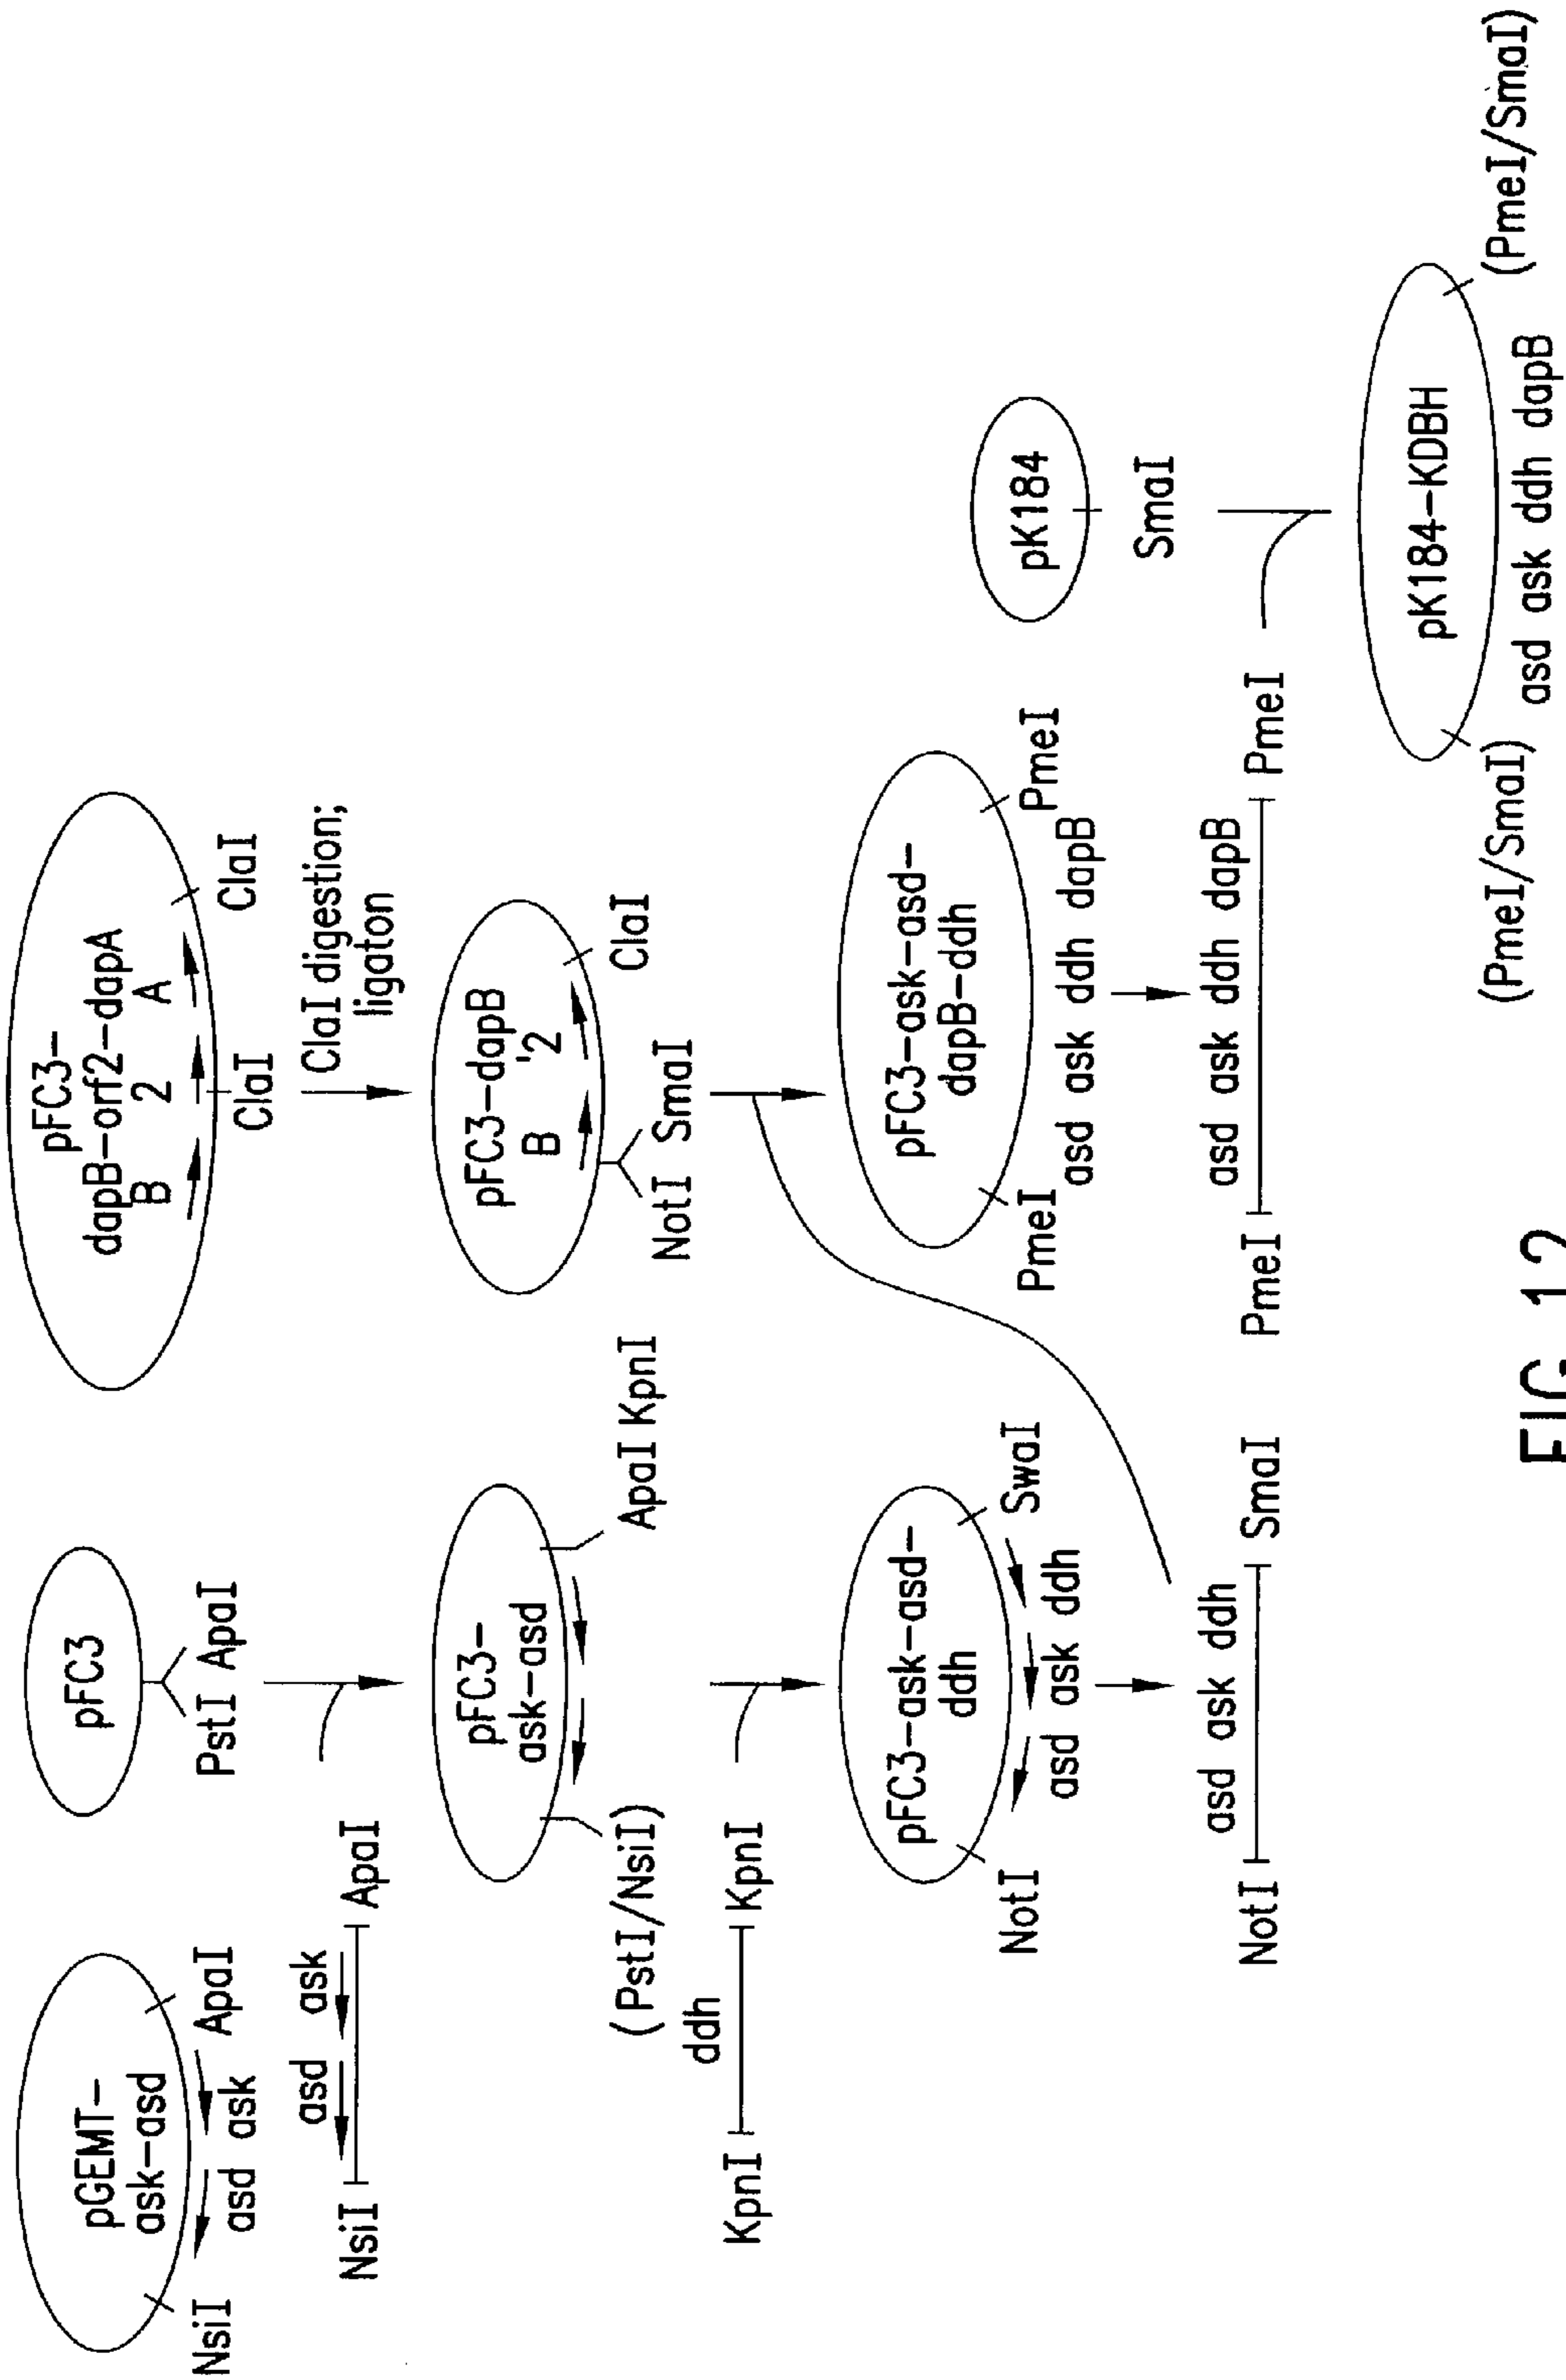 pGEMT-
ask-asd
NsiI
ApaI
asd ask
asd ask
NsiI
ApaI
pFC3
PstI ApaI
pFC3-
ask-asd
(PstI/NsiI)
ApaI KpnI
ddh
KpnI
KpnI
pFC3-ask-asd-
ddh
NotI
SwaI
asd ask ddh
asd ask ddh
NotI
SmaI
pFC3-
dapB-orf2-dapA
B 2 A
ClaI
ClaI
ClaI digestion;
ligaton
pFC3-dapB
B '2
NotI SmaI
ClaI
pFC3-ask-asd-
dapB-ddh
PmeI
PmeI
asd ask ddh dapB
asd ask ddh dapB
PmeI
PmeI
pK184
SmaI
pK184-KDBH
(PmeI/SmaI)
(PmeI/SmaI)
asd ask ddh dapB
FIG.12